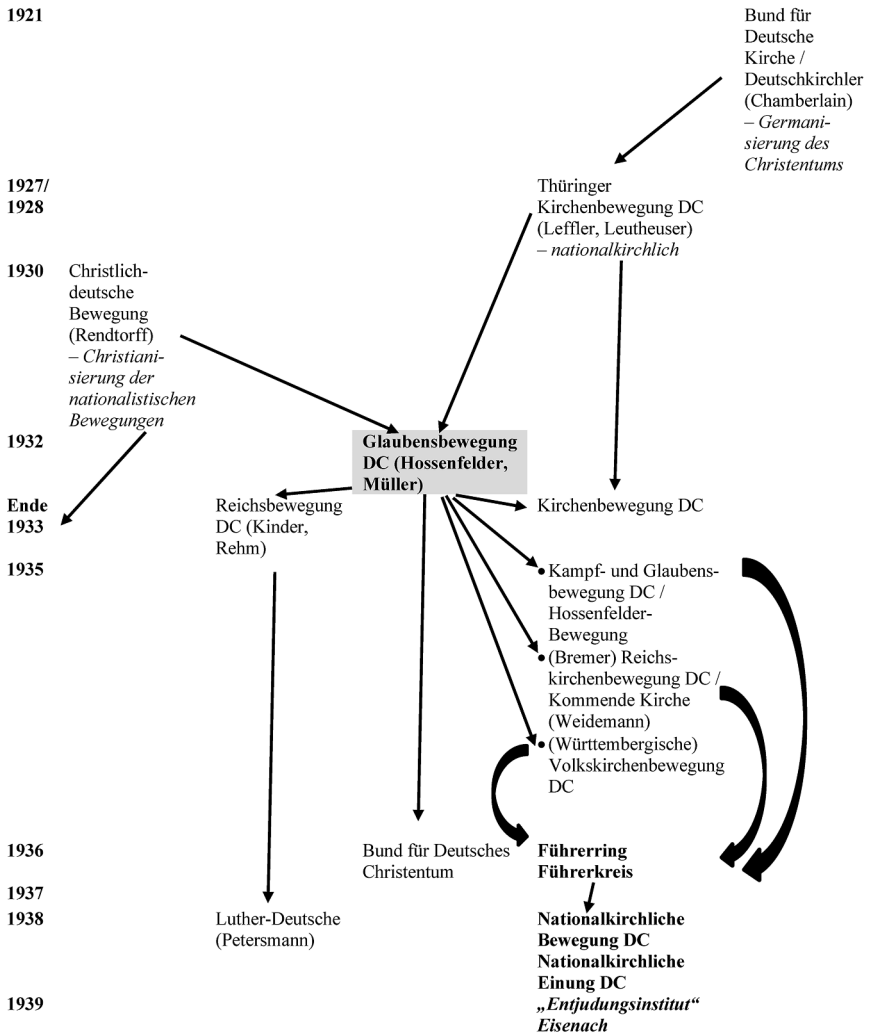 1921
Bund für
Deutsche
Kirche /
Deutschkirchler
(Chamberlain)
– Germani-
sierung des
Christentums
1927/
1928
Thüringer
Kirchenbewegung DC
(Leffler, Leutheuser)
– nationalkirchlich
1930
Christlich-
deutsche
Bewegung
(Rendtorff)
– Christiani-
sierung der
nationalistischen
Bewegungen
1932
Glaubensbewegung
DC (Hossenfelder,
Müller)
Ende
1933
Reichsbewegung
DC (Kinder,
Rehm)
Kirchenbewegung DC
1935
• Kampf- und Glaubens-
bewegung DC /
Hossenfelder-
Bewegung
• (Bremer) Reichs-
kirchenbewegung DC /
Kommende Kirche
(Weidemann)
• (Württembergische)
Volkskirchenbewegung
DC
1936
Bund für Deutsches
Christentum
Führerring
Führerkreis
1937
1938
Luther-Deutsche
(Petersmann)
Nationalkirchliche
Bewegung DC
Nationalkirchliche
Einung DC
1939
„Entjudungsinstitut“
Eisenach